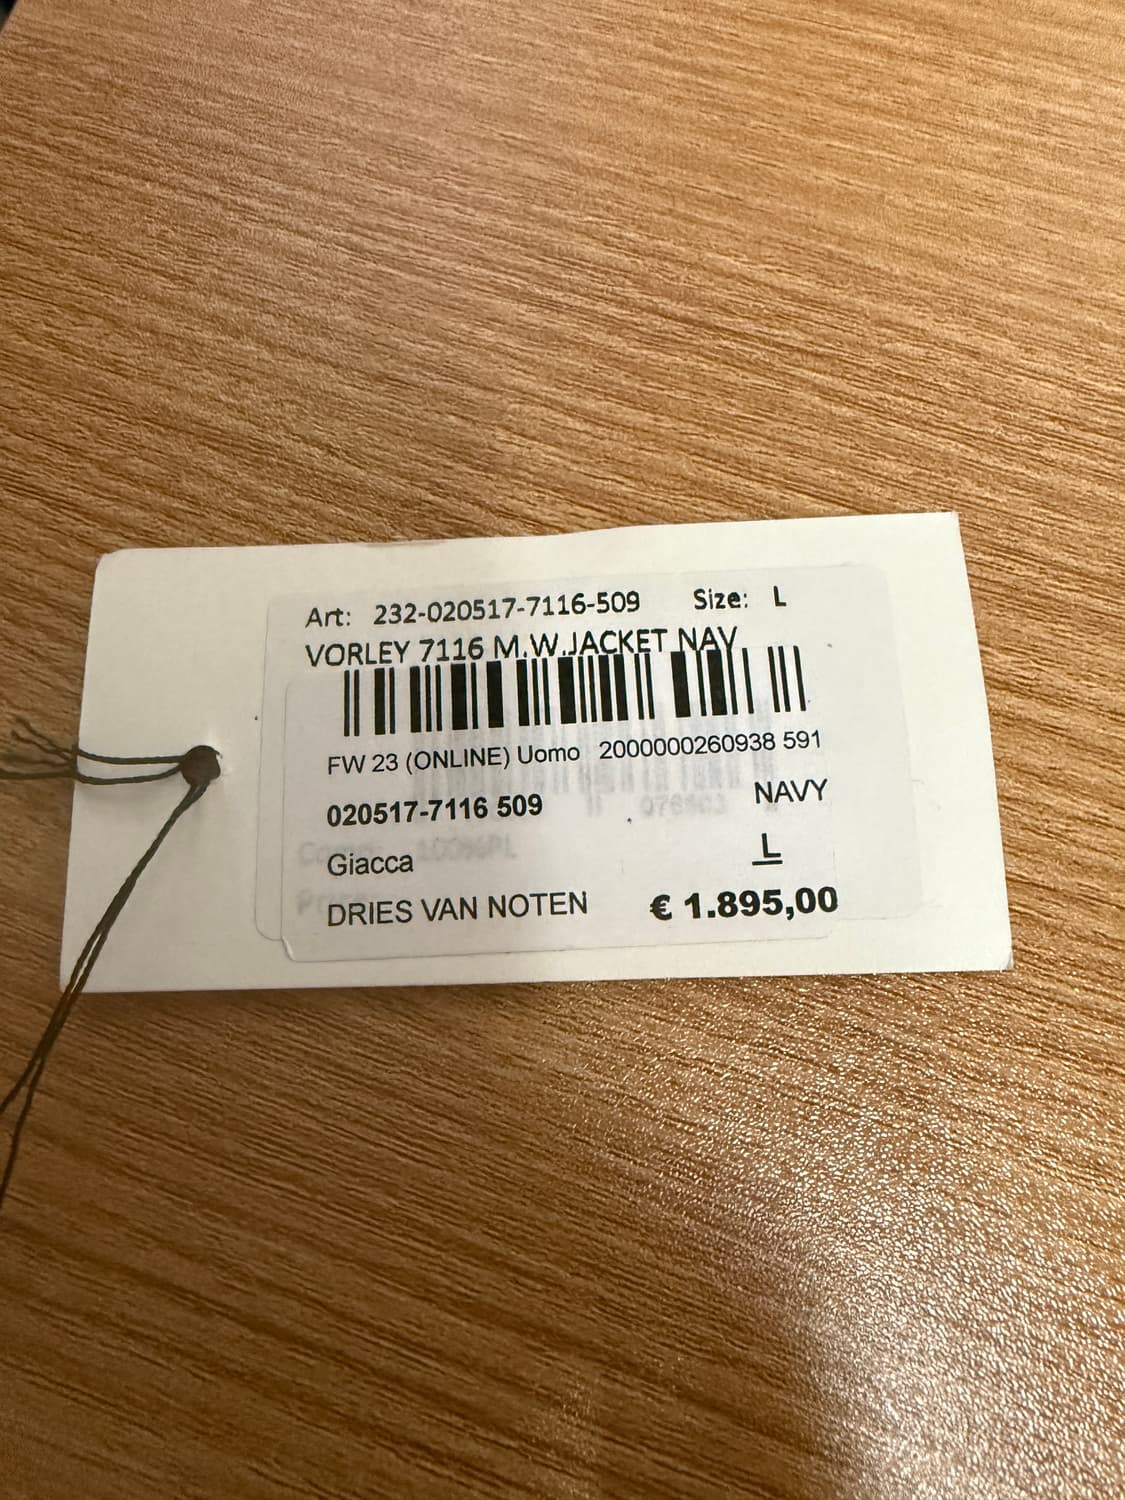 Art: 232-020517-7116-509 Size: L
VORLEY 7116 M.W.JACKET NAV
FW 23 (ONLINE) Uomo 2000000260938 591
020517-7116 509 NAVY
Giacca L
DRIES VAN NOTEN € 1.895,00